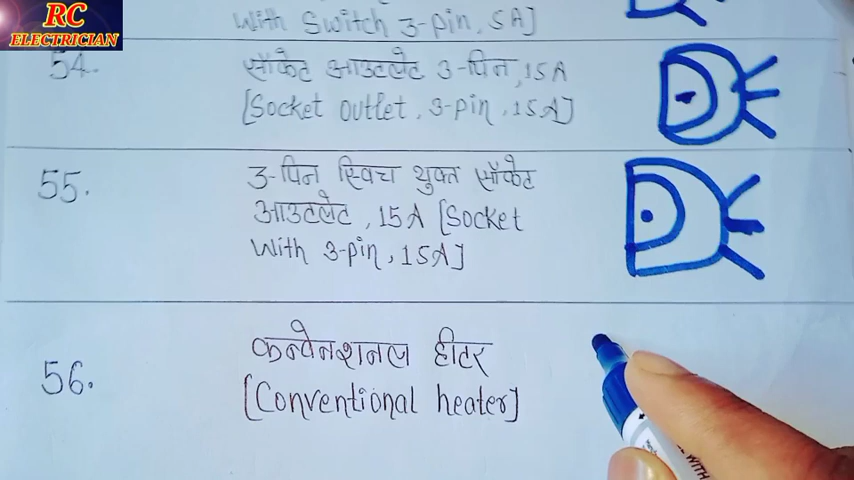 RC
ELECTRICIAN
With Switch 3-pin, 5A]
54.
सॉकेट आउटलेट 3-पिन, 15A
[Socket outlet, 3-pin, 15A]
55.
3-पिन स्विच युक्त सॉकेट
आउटलेट, 15A [Socket
With 3-pin, 15A]
56.
कन्वेनशनल हीटर
[Conventional heater]
WITH